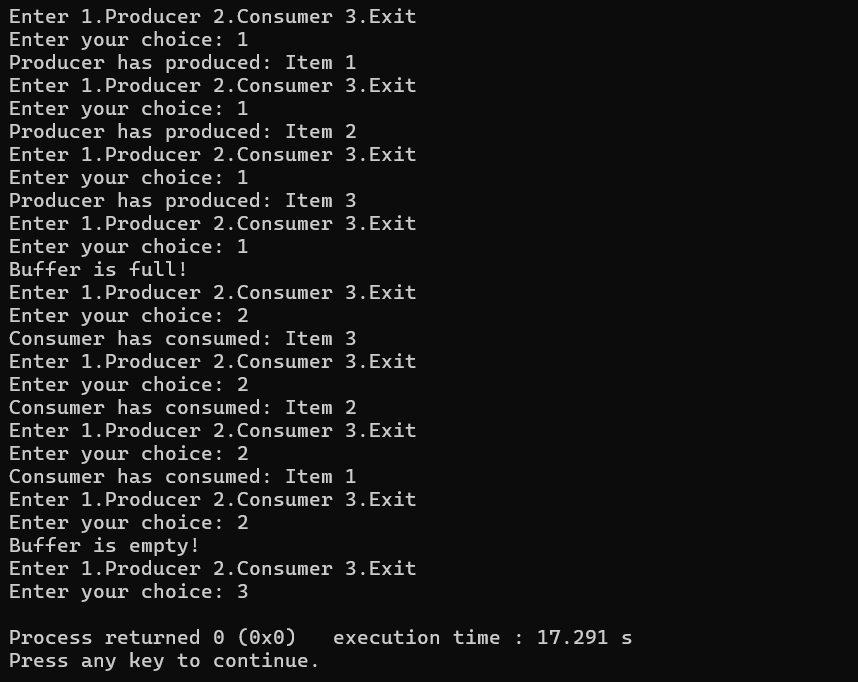 Enter 1.Producer 2.Consumer 3.Exit
Enter your choice: 1
Producer has produced: Item 1
Enter 1.Producer 2.Consumer 3.Exit
Enter your choice: 1
Producer has produced: Item 2
Enter 1.Producer 2.Consumer 3.Exit
Enter your choice: 1
Producer has produced: Item 3
Enter 1.Producer 2.Consumer 3.Exit
Enter your choice: 1
Buffer is full!
Enter 1.Producer 2.Consumer 3.Exit
Enter your choice: 2
Consumer has consumed: Item 3
Enter 1.Producer 2.Consumer 3.Exit
Enter your choice: 2
Consumer has consumed: Item 2
Enter 1.Producer 2.Consumer 3.Exit
Enter your choice: 2
Consumer has consumed: Item 1
Enter 1.Producer 2.Consumer 3.Exit
Enter your choice: 2
Buffer is empty!
Enter 1.Producer 2.Consumer 3.Exit
Enter your choice: 3

Process returned 0 (0x0)   execution time : 17.291 s
Press any key to continue.